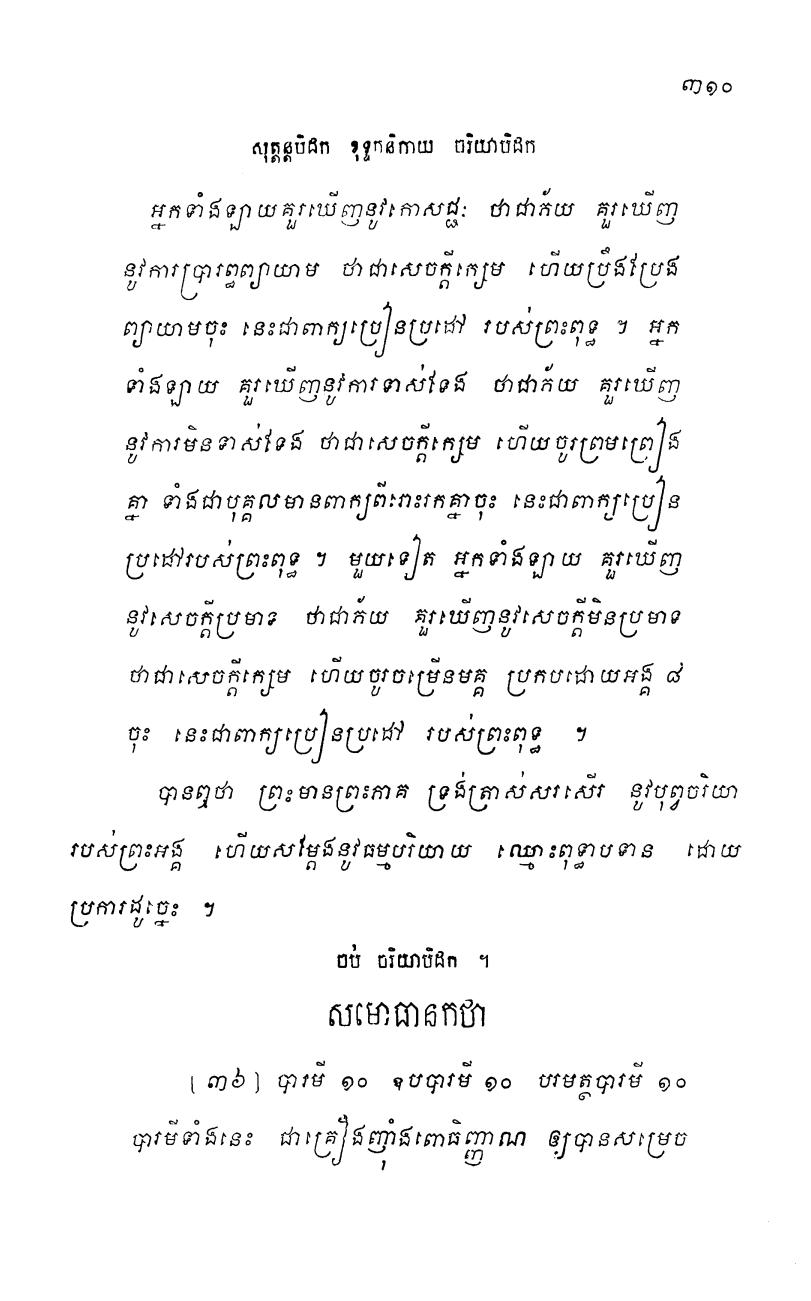 ៣១០
សុត្តន្តបិដក ខុទ្ទកនិកាយ ចរិយាបិដក
អ្នកទាំងឡាយគួរឃើញនូវកោសជ្ជៈ ថាជាភ័យ គួរឃើញ
នូវការប្រារព្ធព្យាយាម ថាជាសេចក្តីក្សេម ហើយប្រឹងប្រែង
ព្យាយាមចុះ នេះជាពាក្យប្រៀនប្រដៅ របស់ព្រះពុទ្ធ ។ អ្នក
ទាំងឡាយ គួរឃើញនូវការទាស់ទែង ថាជាភ័យ គួរឃើញ
នូវការមិនទាស់ទែង ថាជាសេចក្តីក្សេម ហើយចូរព្រមព្រៀង
គ្នា ទាំងជាបុគ្គលមានពាក្យពីរោះរកគ្នាចុះ នេះជាពាក្យប្រៀន
ប្រដៅរបស់ព្រះពុទ្ធ ។ មួយទៀត អ្នកទាំងឡាយ គួរឃើញ
នូវសេចក្តីប្រមាទ ថាជាភ័យ គួរឃើញនូវសេចក្តីមិនប្រមាទ
ថាជាសេចក្តីក្សេម ហើយចូរចម្រើនមគ្គ ប្រកបដោយអង្គ ៨
ចុះ នេះជាពាក្យប្រៀនប្រដៅ របស់ព្រះពុទ្ធ ។
បានឮថា ព្រះមានព្រះភាគ ទ្រង់ត្រាស់សរសើរ នូវបុព្វចរិយា
របស់ព្រះអង្គ ហើយសម្តែងនូវធម្មបរិយាយ ឈ្មោះពុទ្ធាបទាន ដោយ
ប្រការដូច្នេះ ។
ចប់ ចរិយាបិដក ។
សមោធានកថា
[ ៣៦ ] បារមី ១០ ឧបបារមី ១០ បរមត្ថបារមី ១០
បារមីទាំងនេះ ជាគ្រឿងញ៉ាំងពោធិញ្ញាណ ឲ្យបានសម្រេច